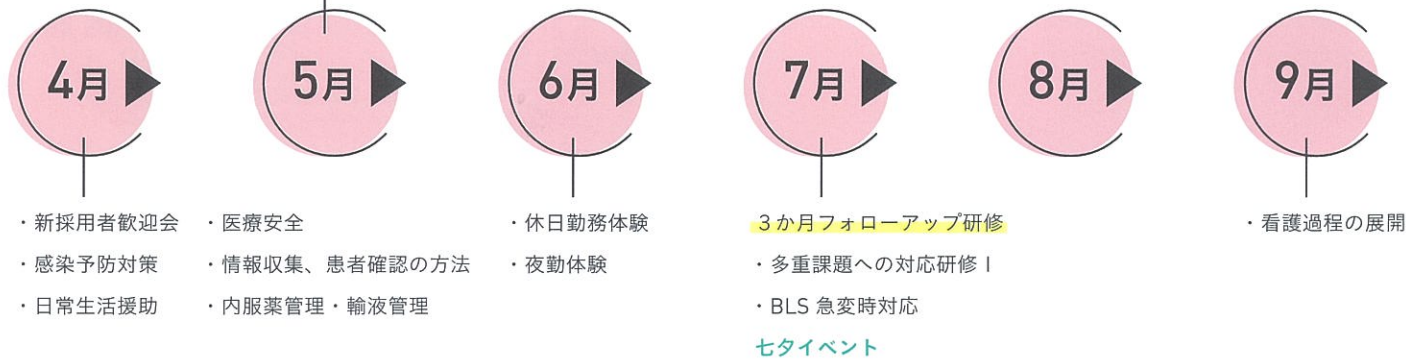 4月
5月
6月
7月
8月
9月
・新採用者歓迎会
・感染予防対策
・日常生活援助
・医療安全
・情報収集、患者確認の方法
・内服薬管理・輸液管理
・休日勤務体験
・夜勤体験
3か月フォローアップ研修
・多重課題への対応研修Ⅰ
・BLS 急変時対応
七夕イベント
・看護過程の展開